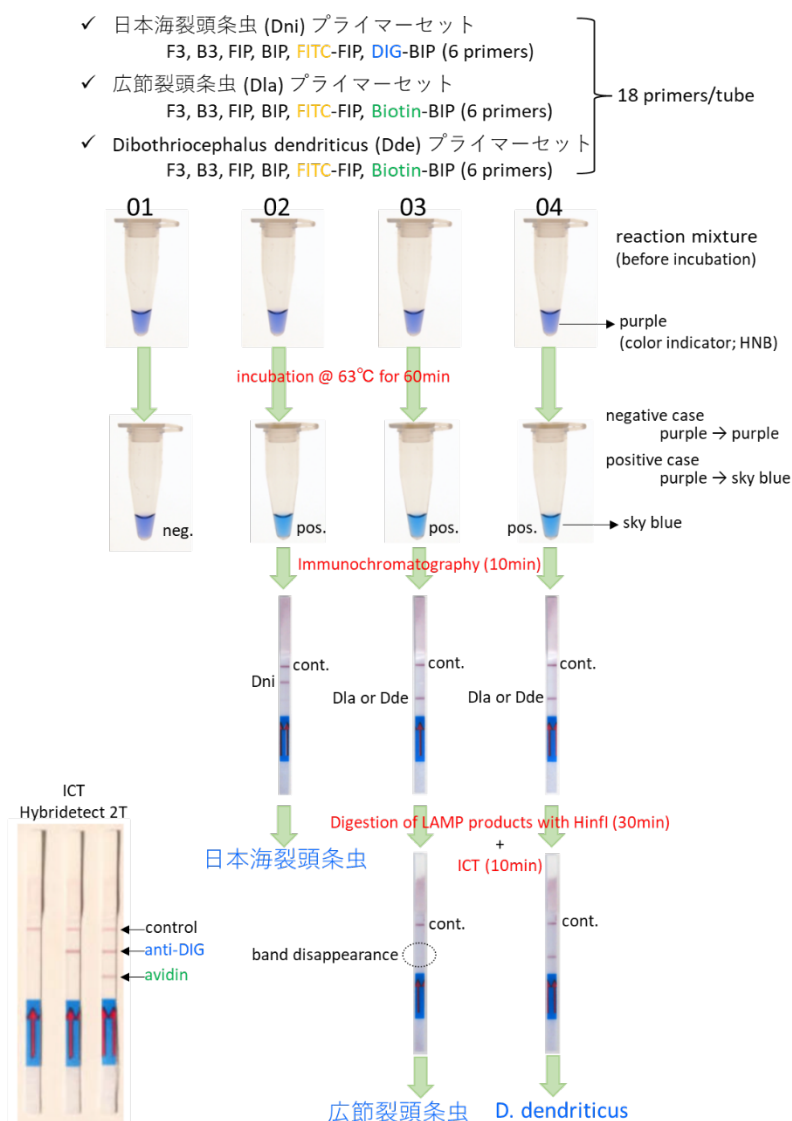 ✓ 日本海裂頭条虫 (Dni) プライマーセット
F3, B3, FIP, BIP, FITC-FIP, DIG-BIP (6 primers)
✓ 広節裂頭条虫 (Dla) プライマーセット
F3, B3, FIP, BIP, FITC-FIP, Biotin-BIP (6 primers)
18 primers/tube
✓ Dibothriocephalus dendriticus (Dde) プライマーセット
F3, B3, FIP, BIP, FITC-FIP, Biotin-BIP (6 primers)
01 02 03 04
reaction mixture
(before incubation)
purple
(color indicator; HNB)
incubation @ 63℃ for 60min
negative case
purple → purple
positive case
purple → sky blue
neg. pos. pos. pos. sky blue
Immunochromatography (10min)
cont. cont. cont.
Dni Dla or Dde Dla or Dde
ICT
Hybridetect 2T
Digestion of LAMP products with HinfI (30min)
+
ICT (10min)
日本海裂頭条虫
control
anti-DIG
avidin
cont. cont.
band disappearance
広節裂頭条虫 D. dendriticus